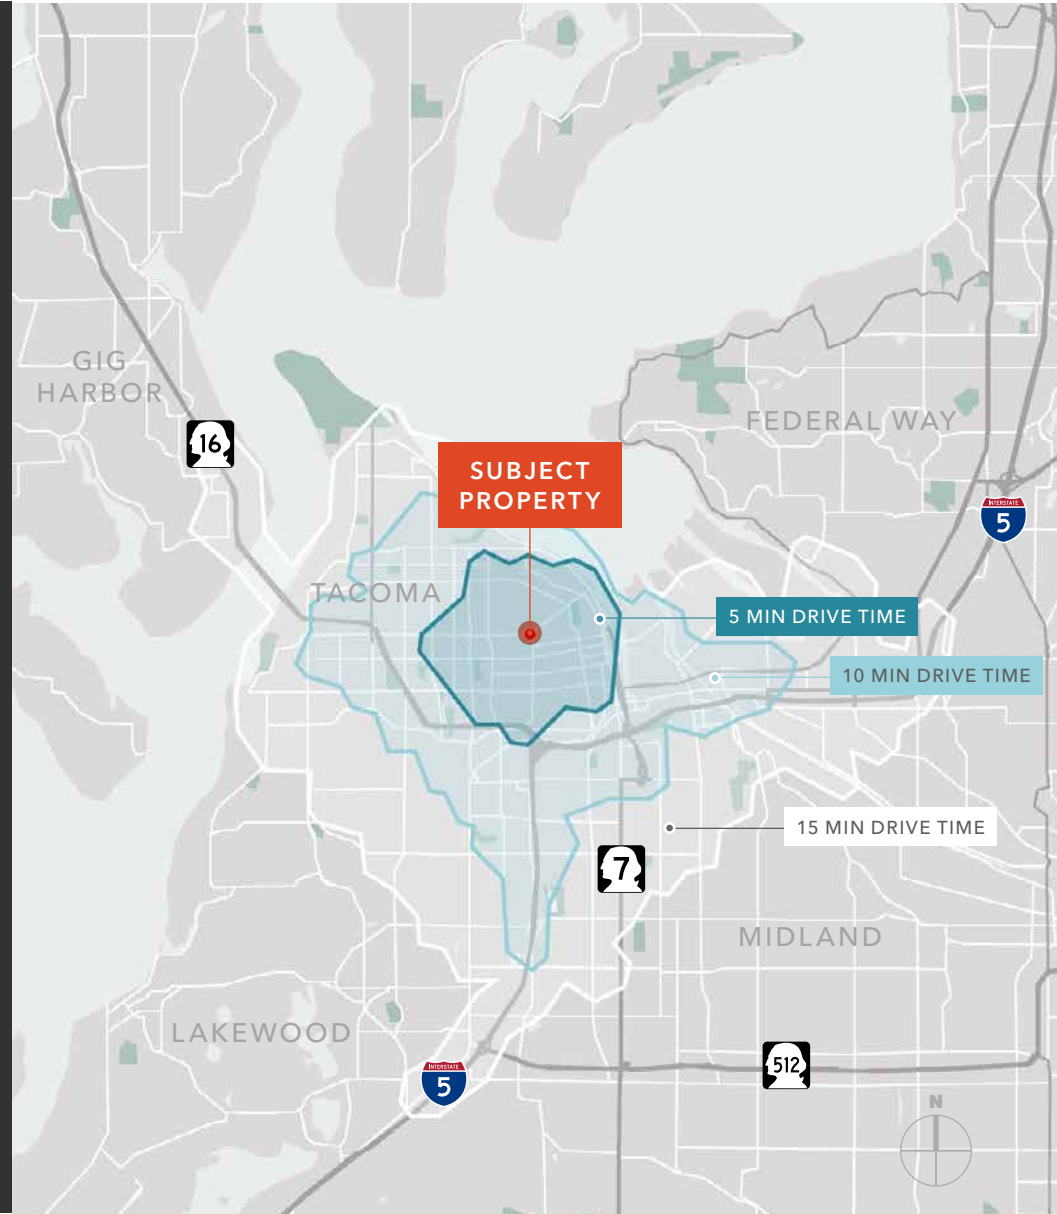 GIG
HARBOR
16
FEDERAL WAY
SUBJECT
PROPERTY
INTERSTATE
5
TACOMA
5 MIN DRIVE TIME
10 MIN DRIVE TIME
15 MIN DRIVE TIME
7
MIDLAND
LAKEWOOD
INTERSTATE
5
512
N